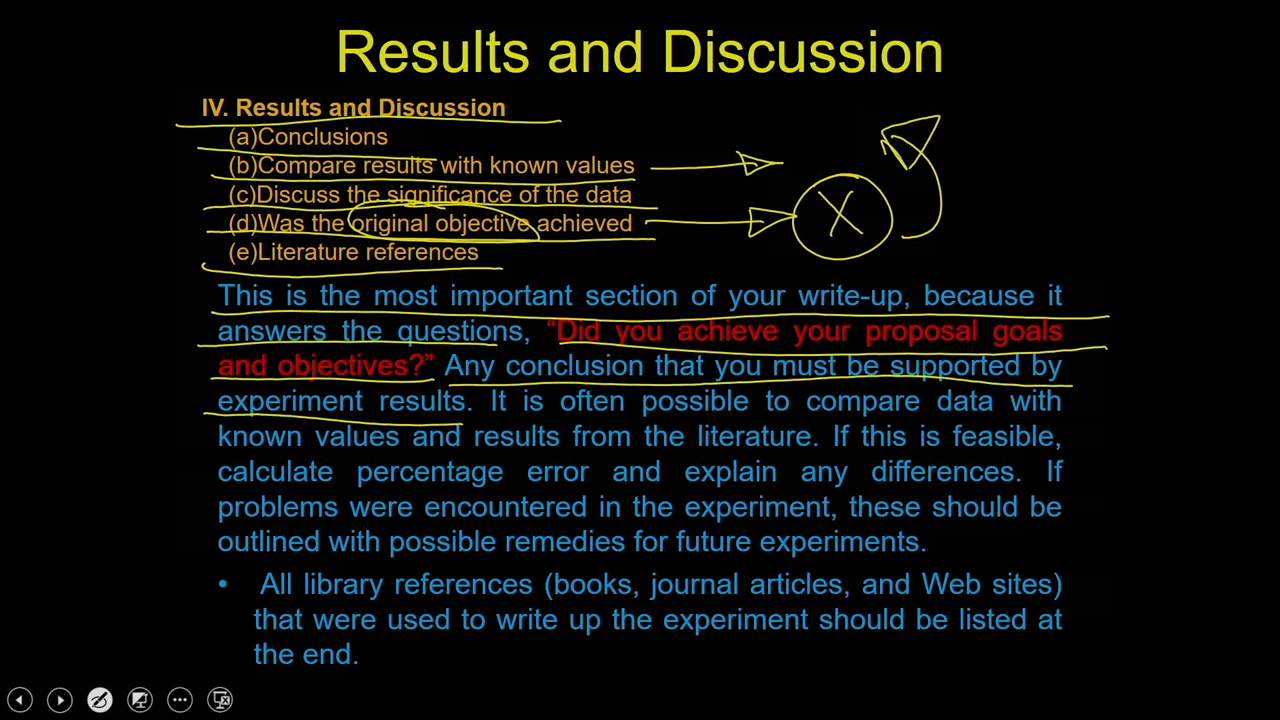 Results and Discussion
IV. Results and Discussion
(a)Conclusions
(b)Compare results with known values
(c)Discuss the significance of the data
(d)Was the original objective achieved
(e)Literature references
X
This is the most important section of your write-up, because it
answers the questions, “Did you achieve your proposal goals
and objectives?” Any conclusion that you must be supported by
experiment results. It is often possible to compare data with
known values and results from the literature. If this is feasible,
calculate percentage error and explain any differences. If
problems were encountered in the experiment, these should be
outlined with possible remedies for future experiments.
• All library references (books, journal articles, and Web sites)
that were used to write up the experiment should be listed at
the end.